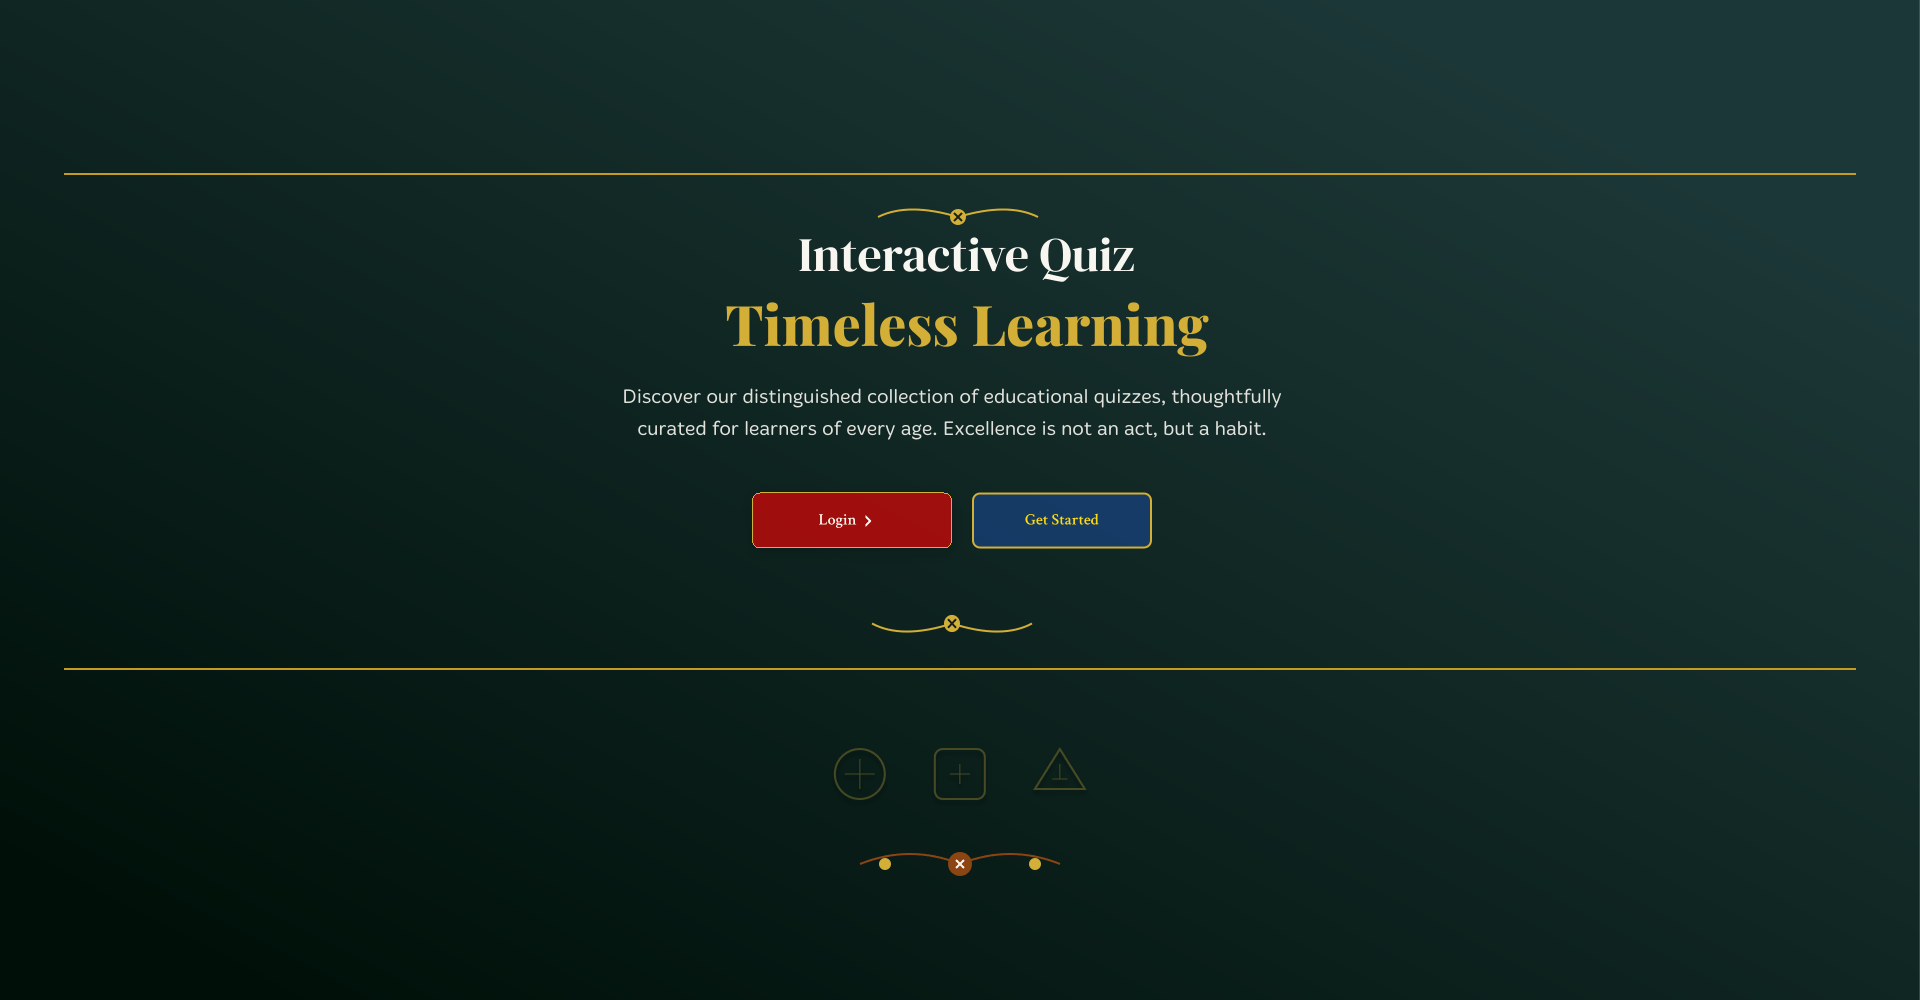 Interactive Quiz
Timeless Learning
Discover our distinguished collection of educational quizzes, thoughtfully
curated for learners of every age. Excellence is not an act, but a habit.
Login
Get Started